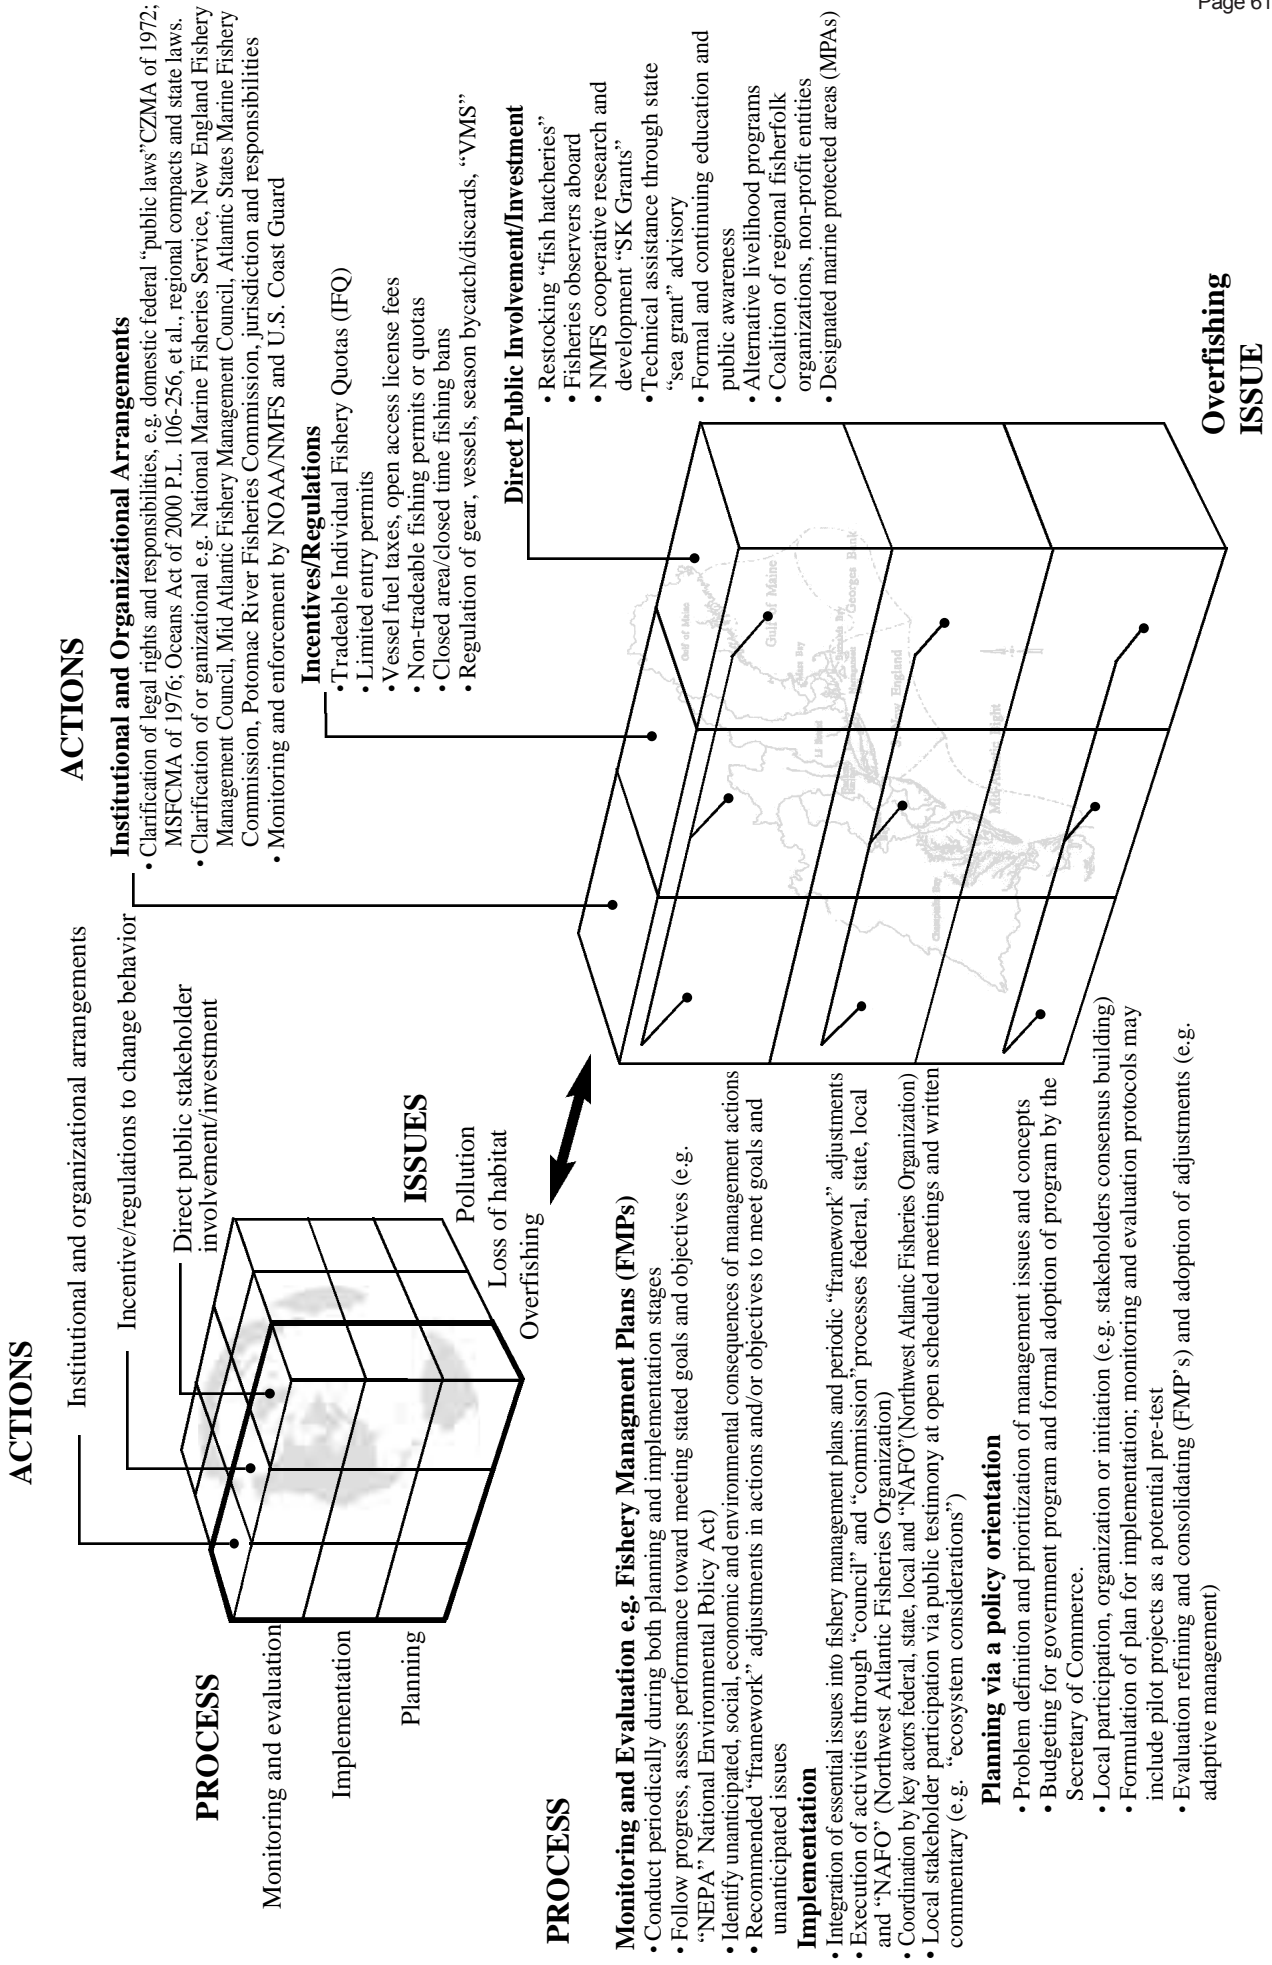 Page 61
ACTIONS
Institutional and organizational arrangements
Incentive/regulations to change behavior
Direct public stakeholder
involvement/investment
PROCESS
Monitoring and evaluation
Implementation
Planning
ISSUES
Pollution
Loss of habitat
Overfishing
ACTIONS
Institutional and Organizational Arrangements
• Clarification of legal rights and responsibilities, e.g. domestic federal “public laws”CZMA of 1972;
MSFCMA of 1976; Oceans Act of 2000 P.L. 106-256, et al., regional compacts and state laws.
• Clarification of or ganizational e.g. National Marine Fisheries Service, New England Fishery
Management Council, Mid Atlantic Fishery Management Council, Atlantic States Marine Fishery
Commission, Potomac River Fisheries Commission, jurisdiction and responsibilities
• Monitoring and enforcement by NOAA/NMFS and U.S. Coast Guard
Incentives/Regulations
• Tradeable Individual Fishery Quotas (IFQ)
• Limited entry permits
• Vessel fuel taxes, open access license fees
• Non-tradeable fishing permits or quotas
• Closed area/closed time fishing bans
• Regulation of gear, vessels, season bycatch/discards, “VMS”
Direct Public Involvement/Investment
• Restocking “fish hatcheries”
• Fisheries observers aboard
• NMFS cooperative research and
development “SK Grants”
• Technical assistance through state
“sea grant” advisory
• Formal and continuing education and
public awareness
• Alternative livelihood programs
• Coalition of regional fisherfolk
organizations, non-profit entities
• Designated marine protected areas (MPAs)
PROCESS
Monitoring and Evaluation e.g. Fishery Managment Plans (FMPs)
• Conduct periodically during both planning and implementation stages
• Follow progress, assess performance toward meeting stated goals and objectives (e.g.
“NEPA” National Environmental Policy Act)
• Identify unanticipated, social, economic and environmental consequences of management actions
• Recommended “framework” adjustments in actions and/or objectives to meet goals and
unanticipated issues
Implementation
• Integration of essential issues into fishery management plans and periodic “framework” adjustments
• Execution of activities through “council” and “commission”processes federal, state, local
and “NAFO” (Northwest Atlantic Fisheries Organization)
• Coordination by key actors federal, state, local and “NAFO”(Northwest Atlantic Fisheries Organization)
• Local stakeholder participation via public testimony at open scheduled meetings and written
commentary (e.g. “ecosystem considerations”)
Planning via a policy orientation
• Problem definition and prioritization of management issues and concepts
• Budgeting for government program and formal adoption of program by the
Secretary of Commerce.
• Local participation, organization or initiation (e.g. stakeholders consensus building)
• Formulation of plan for implementation; monitoring and evaluation protocols may
include pilot projects as a potential pre-test
• Evaluation refining and consolidating (FMP’s) and adoption of adjustments (e.g.
adaptive management)
Gulf of Maine
Gulf of Maine
Georges Bank
New England
Chesapeake Bay
Overfishing
ISSUE